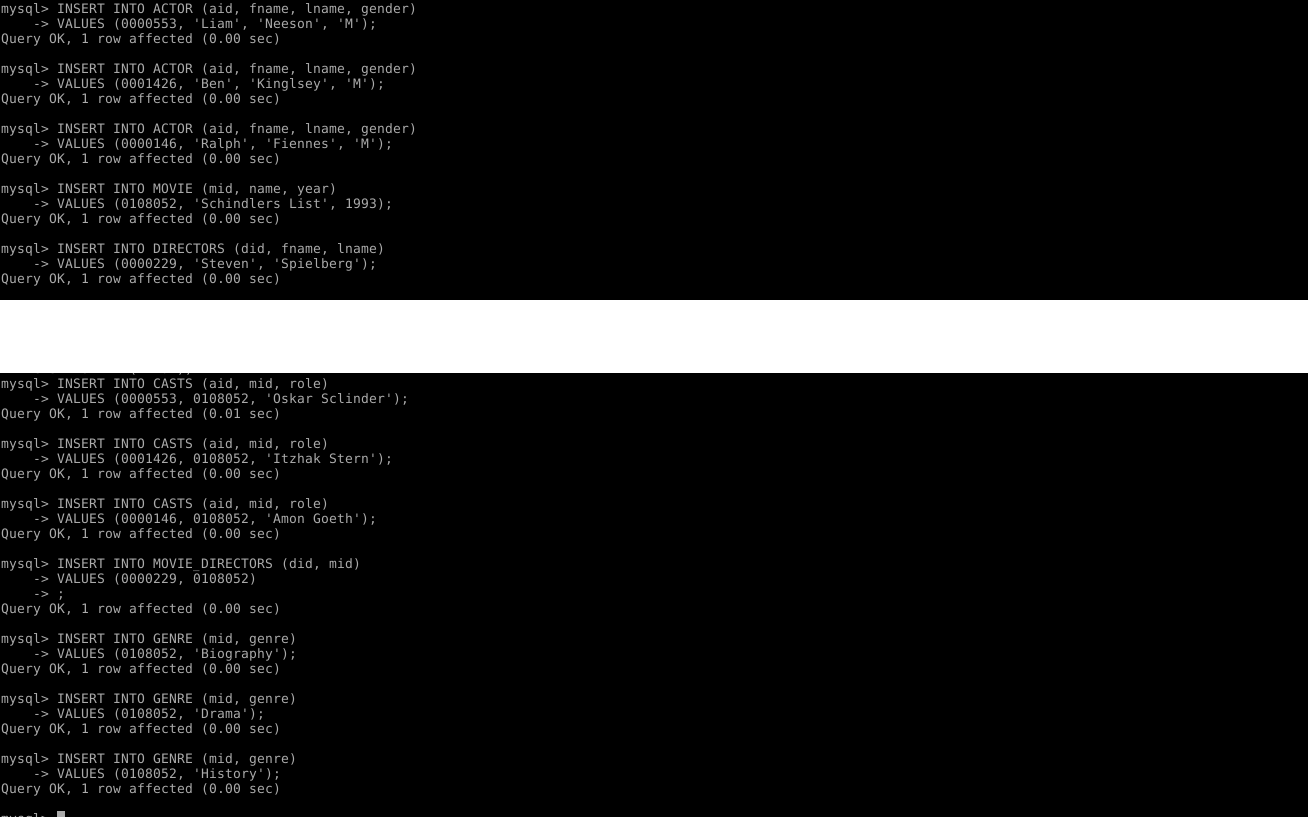 mysql> INSERT INTO ACTOR (aid, fname, lname, gender)
    -> VALUES (0000553, 'Liam', 'Neeson', 'M');
Query OK, 1 row affected (0.00 sec)
mysql> INSERT INTO ACTOR (aid, fname, lname, gender)
    -> VALUES (0001426, 'Ben', 'Kinglsey', 'M');
Query OK, 1 row affected (0.00 sec)
mysql> INSERT INTO ACTOR (aid, fname, lname, gender)
    -> VALUES (0000146, 'Ralph', 'Fiennes', 'M');
Query OK, 1 row affected (0.00 sec)
mysql> INSERT INTO MOVIE (mid, name, year)
    -> VALUES (0108052, 'Schindlers List', 1993);
Query OK, 1 row affected (0.00 sec)
mysql> INSERT INTO DIRECTORS (did, fname, lname)
    -> VALUES (0000229, 'Steven', 'Spielberg');
Query OK, 1 row affected (0.00 sec)
mysql> INSERT INTO CASTS (aid, mid, role)
    -> VALUES (0000553, 0108052, 'Oskar Sclinder');
Query OK, 1 row affected (0.01 sec)
mysql> INSERT INTO CASTS (aid, mid, role)
    -> VALUES (0001426, 0108052, 'Itzhak Stern');
Query OK, 1 row affected (0.00 sec)
mysql> INSERT INTO CASTS (aid, mid, role)
    -> VALUES (0000146, 0108052, 'Amon Goeth');
Query OK, 1 row affected (0.00 sec)
mysql> INSERT INTO MOVIE_DIRECTORS (did, mid)
    -> VALUES (0000229, 0108052)
    -> ;
Query OK, 1 row affected (0.00 sec)
mysql> INSERT INTO GENRE (mid, genre)
    -> VALUES (0108052, 'Biography');
Query OK, 1 row affected (0.00 sec)
mysql> INSERT INTO GENRE (mid, genre)
    -> VALUES (0108052, 'Drama');
Query OK, 1 row affected (0.00 sec)
mysql> INSERT INTO GENRE (mid, genre)
    -> VALUES (0108052, 'History');
Query OK, 1 row affected (0.00 sec)